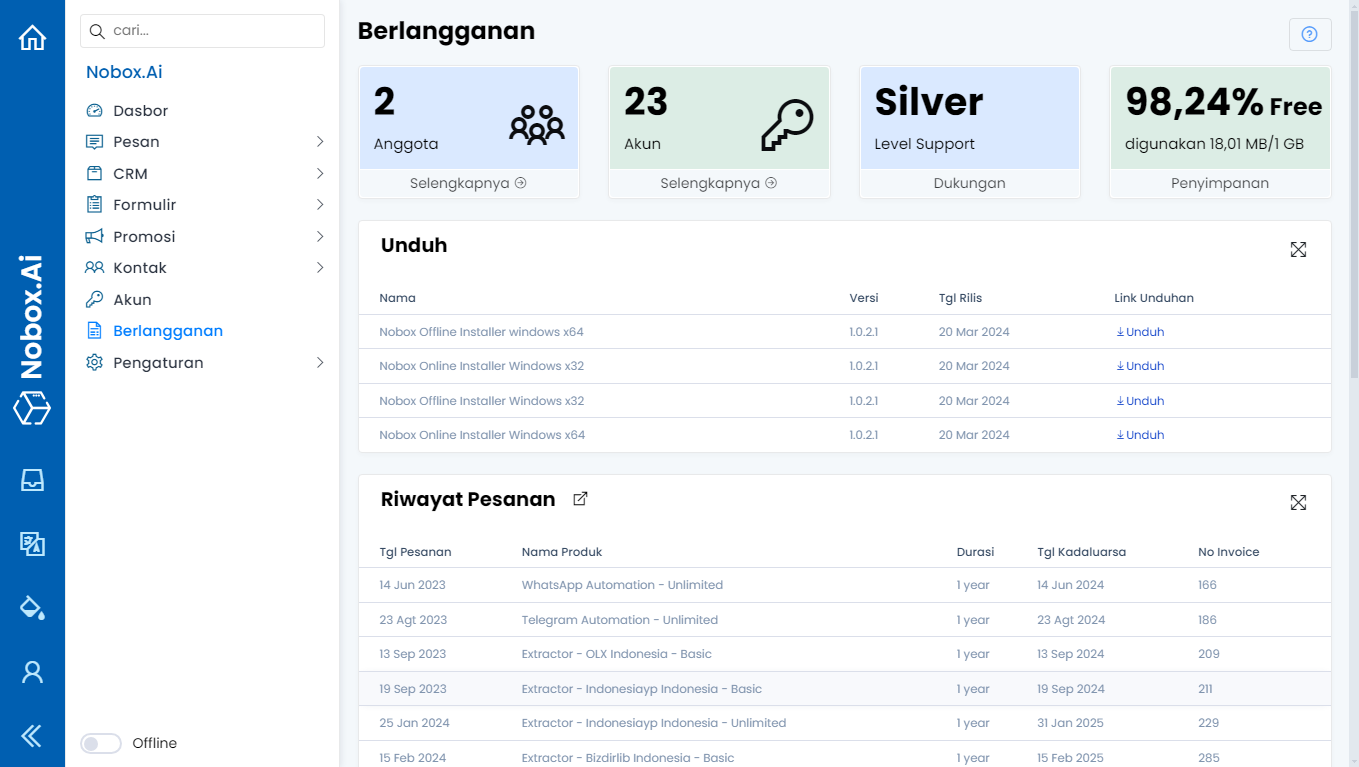 Nobox.Ai
cari...
Nobox.Ai
Dasbor
Pesan
CRM
Formulir
Promosi
Kontak
Akun
Berlangganan
Pengaturan
Offline
Berlangganan
2
Anggota
Selengkapnya
23
Akun
Selengkapnya
Silver
Level Support
Dukungan
98,24% Free
digunakan 18,01 MB/1 GB
Penyimpanan
Unduh
Nama Versi Tgl Rilis Link Unduhan
Nobox Offline Installer windows x64 1.0.2.1 20 Mar 2024 Unduh
Nobox Online Installer Windows x32 1.0.2.1 20 Mar 2024 Unduh
Nobox Offline Installer Windows x32 1.0.2.1 20 Mar 2024 Unduh
Nobox Online Installer Windows x64 1.0.2.1 20 Mar 2024 Unduh
Riwayat Pesanan
Tgl Pesanan Nama Produk Durasi Tgl Kadaluarsa No Invoice
14 Jun 2023 WhatsApp Automation - Unlimited 1 year 14 Jun 2024 166
23 Agt 2023 Telegram Automation - Unlimited 1 year 23 Agt 2024 186
13 Sep 2023 Extractor - OLX Indonesia - Basic 1 year 13 Sep 2024 209
19 Sep 2023 Extractor - Indonesiayp Indonesia - Basic 1 year 19 Sep 2024 211
25 Jan 2024 Extractor - Indonesiayp Indonesia - Unlimited 1 year 31 Jan 2025 229
15 Feb 2024 Extractor - Bizdirlib Indonesia - Basic 1 year 15 Feb 2025 285